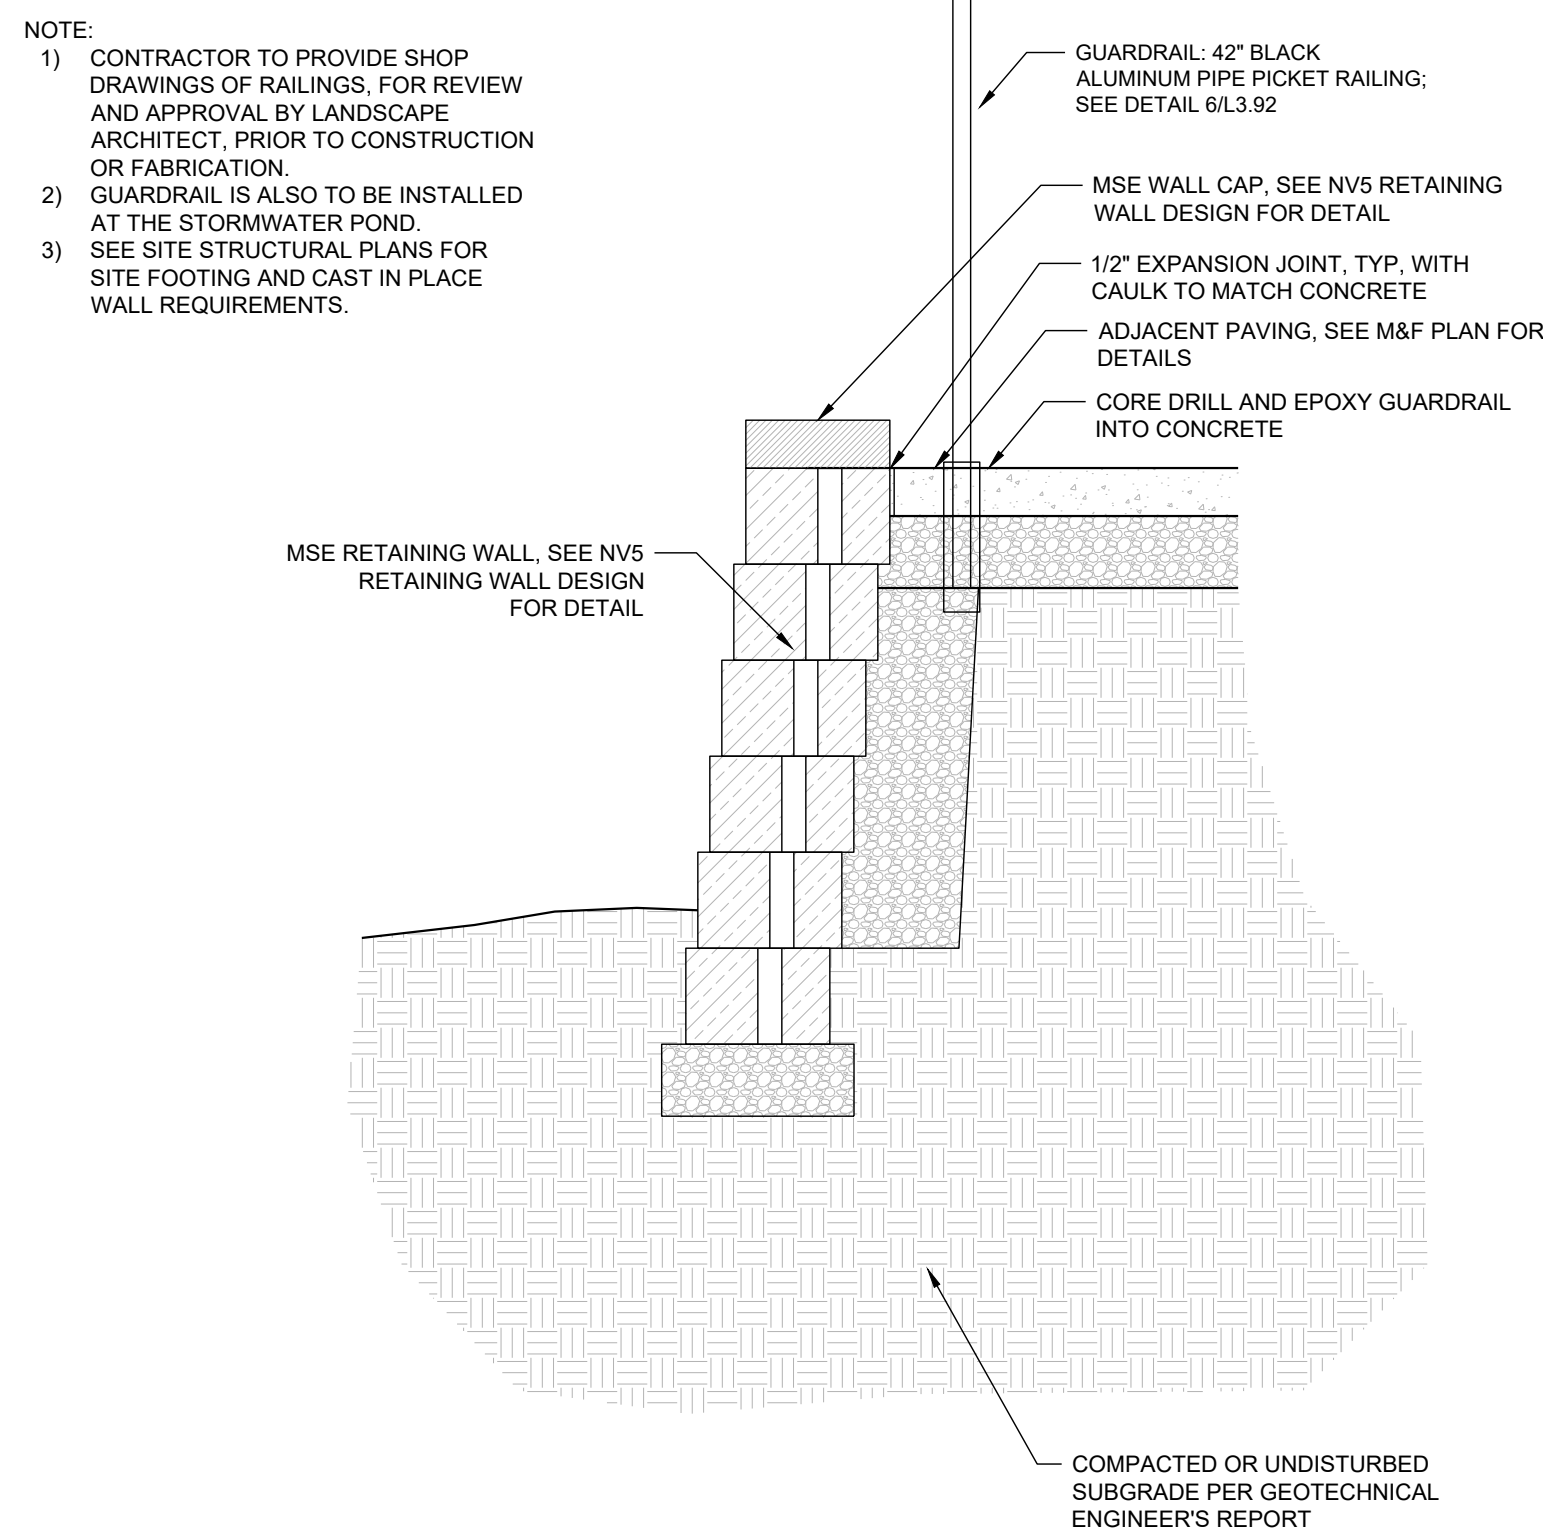 NOTE:
1) CONTRACTOR TO PROVIDE SHOP
DRAWINGS OF RAILINGS, FOR REVIEW
AND APPROVAL BY LANDSCAPE
ARCHITECT, PRIOR TO CONSTRUCTION
OR FABRICATION.
2) GUARDRAIL IS ALSO TO BE INSTALLED
AT THE STORMWATER POND.
3) SEE SITE STRUCTURAL PLANS FOR
SITE FOOTING AND CAST IN PLACE
WALL REQUIREMENTS.
GUARDRAIL: 42" BLACK
ALUMINUM PIPE PICKET RAILING;
SEE DETAIL 6/L3.92
MSE WALL CAP, SEE NV5 RETAINING
WALL DESIGN FOR DETAIL
1/2" EXPANSION JOINT, TYP, WITH
CAULK TO MATCH CONCRETE
ADJACENT PAVING, SEE M&F PLAN FOR
DETAILS
CORE DRILL AND EPOXY GUARDRAIL
INTO CONCRETE
MSE RETAINING WALL, SEE NV5
RETAINING WALL DESIGN
FOR DETAIL
COMPACTED OR UNDISTURBED
SUBGRADE PER GEOTECHNICAL
ENGINEER'S REPORT